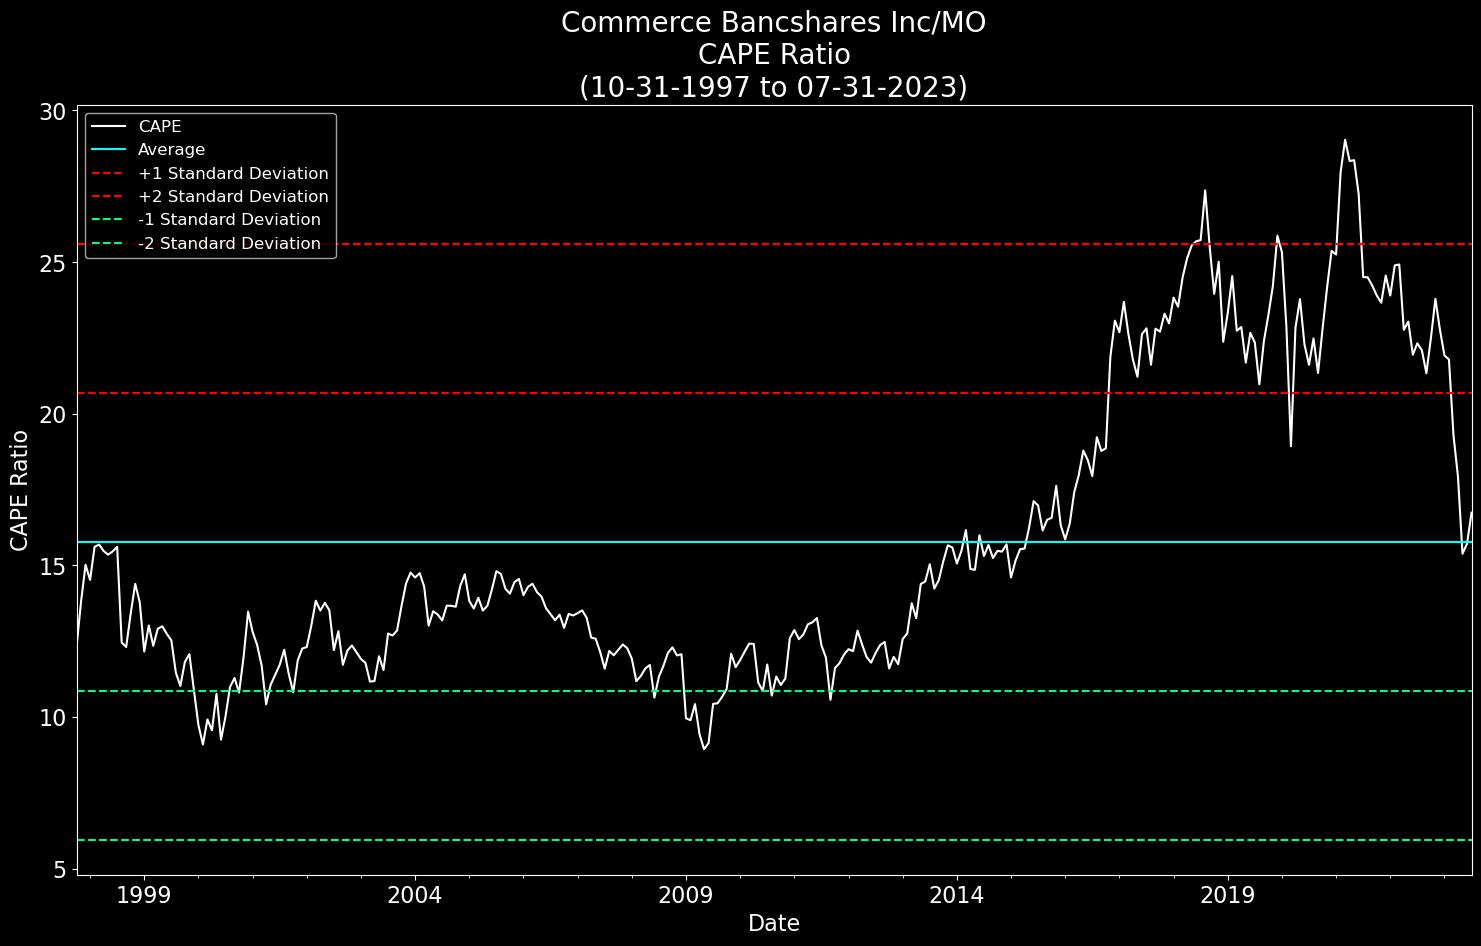 Commerce Bancshares Inc/MO
CAPE Ratio
(10-31-1997 to 07-31-2023)
30
25
20
15
10
5
CAPE Ratio
CAPE
Average
+1 Standard Deviation
+2 Standard Deviation
-1 Standard Deviation
-2 Standard Deviation
1999
2004
2009
2014
2019
Date